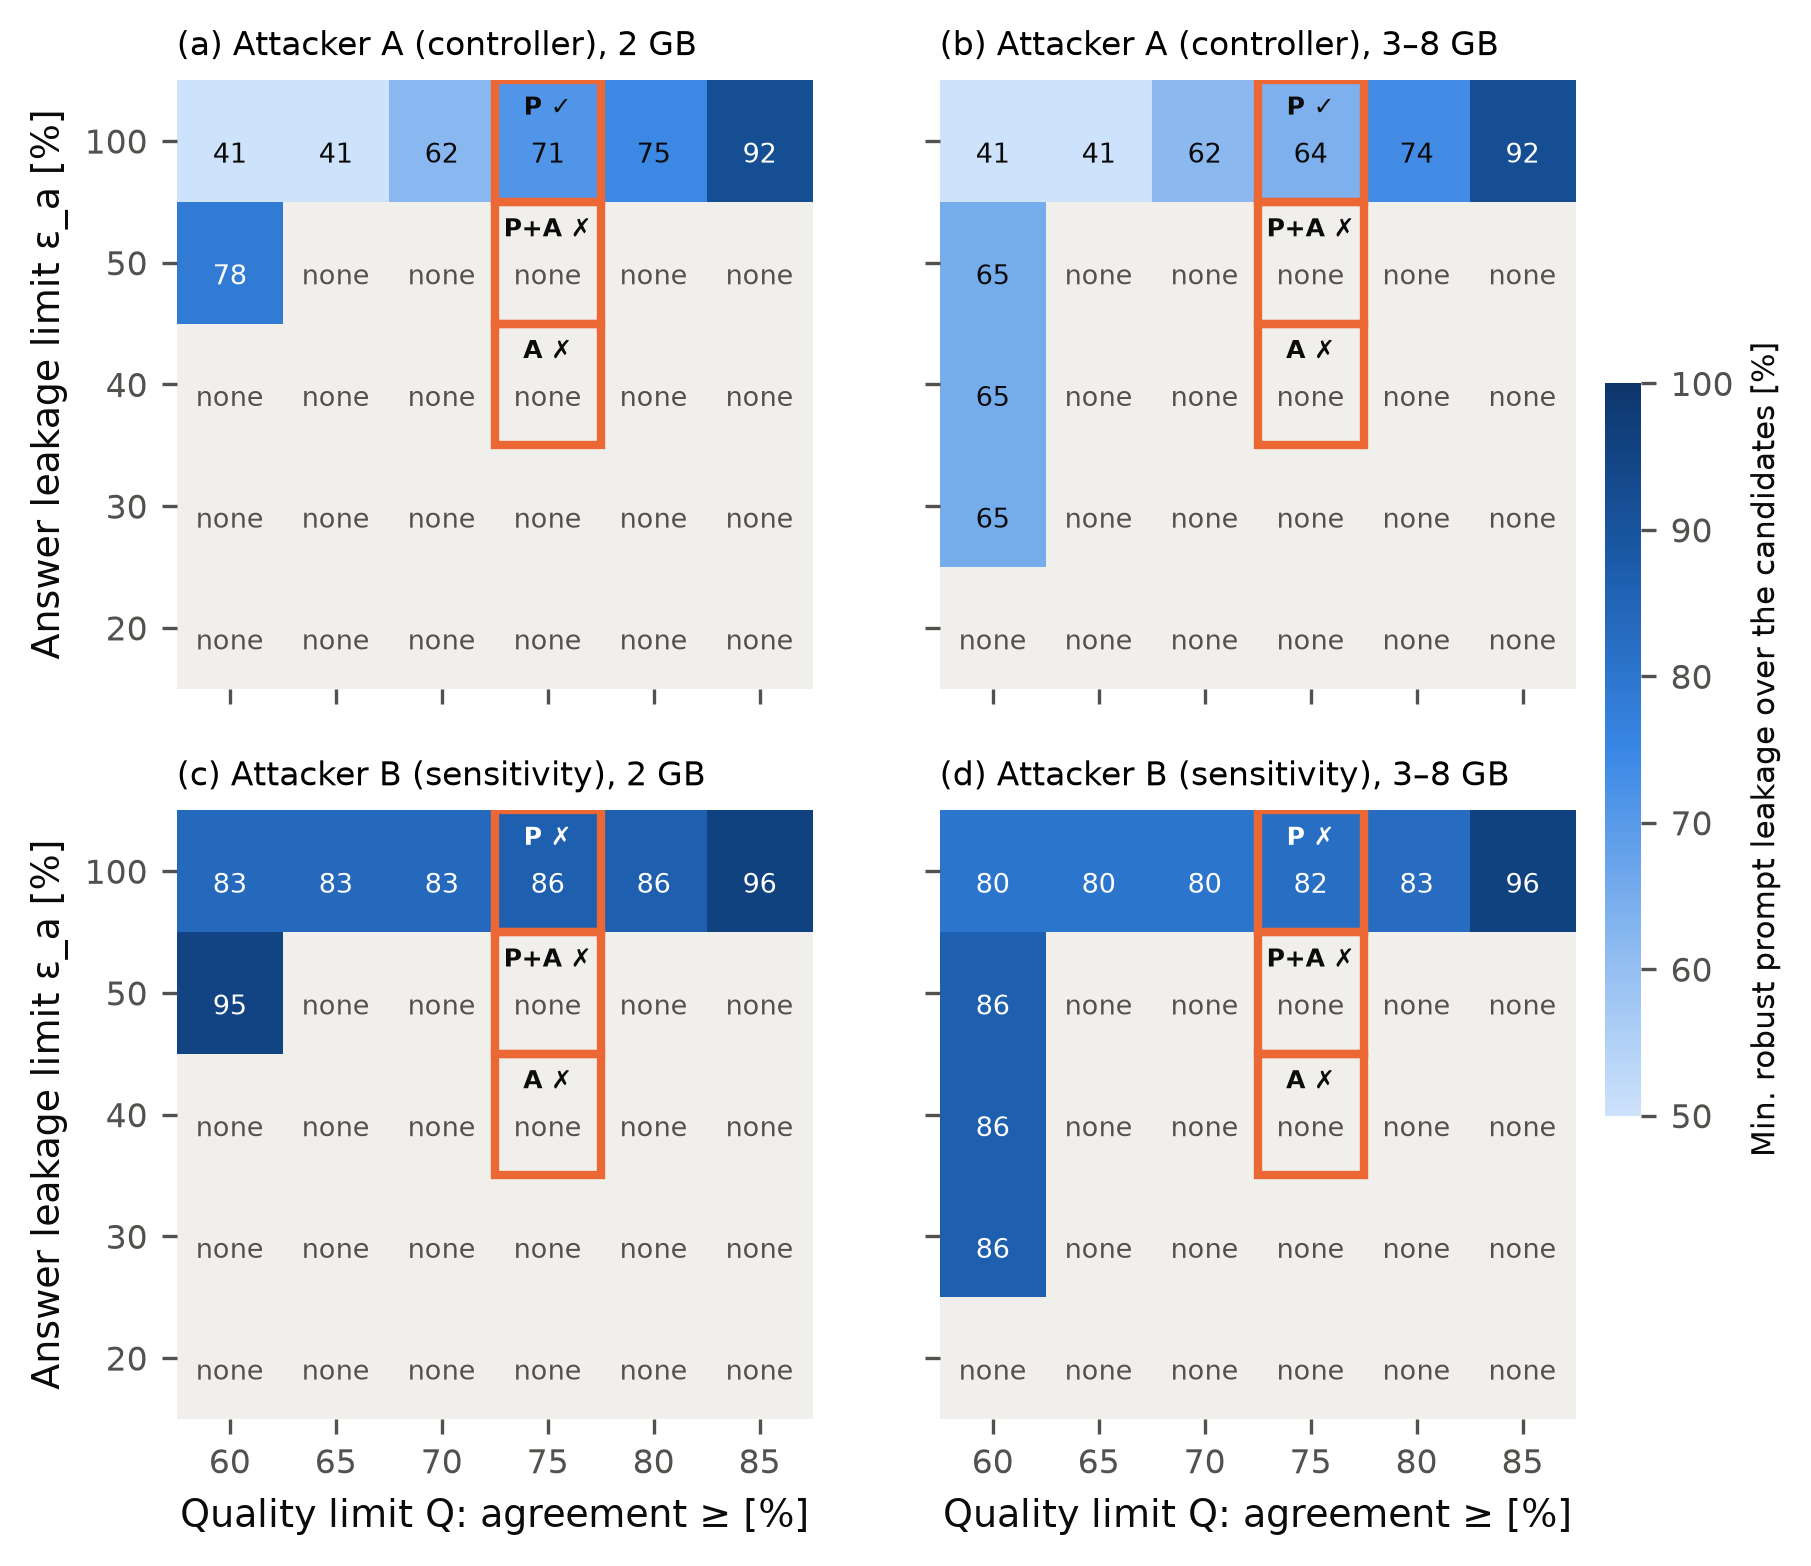 (a) Attacker A (controller), 2 GB
Answer leakage limit ε_a [%]
P ✓
100 41 41 62 71 75 92
P+A ✗
50 78 none none none none none
A ✗
40 none none none none none none
30 none none none none none none
20 none none none none none none
(b) Attacker A (controller), 3–8 GB
P ✓
41 41 62 64 74 92
P+A ✗
65 none none none none none
A ✗
65 none none none none none
65 none none none none none
none none none none none none
(c) Attacker B (sensitivity), 2 GB
Answer leakage limit ε_a [%]
P ✗
100 83 83 83 86 86 96
P+A ✗
50 95 none none none none none
A ✗
40 none none none none none none
30 none none none none none none
20 none none none none none none
60 65 70 75 80 85
Quality limit Q: agreement ≥ [%]
(d) Attacker B (sensitivity), 3–8 GB
P ✗
80 80 80 82 83 96
P+A ✗
86 none none none none none
A ✗
86 none none none none none
86 none none none none none
none none none none none none
60 65 70 75 80 85
Quality limit Q: agreement ≥ [%]
100
90
80
70
60
50
Min. robust prompt leakage over the candidates [%]